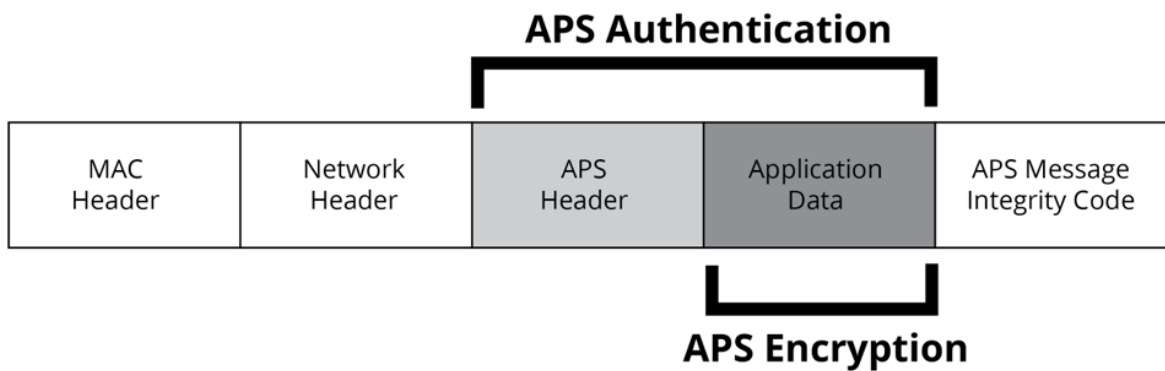 APS Authentication
MAC
Header
Network
Header
APS
Header
Application
Data
APS Message
Integrity Code
APS Encryption